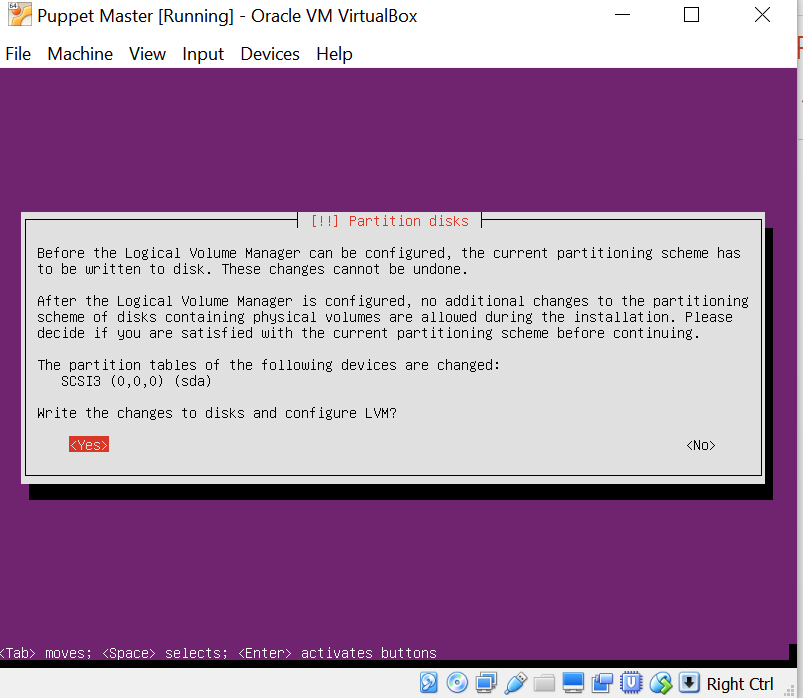 64
Puppet Master [Running] - Oracle VM VirtualBox
File Machine View Input Devices Help
[!!] Partition disks
Before the Logical Volume Manager can be configured, the current partitioning scheme has
to be written to disk. These changes cannot be undone.
After the Logical Volume Manager is configured, no additional changes to the partitioning
scheme of disks containing physical volumes are allowed during the installation. Please
decide if you are satisfied with the current partitioning scheme before continuing.
The partition tables of the following devices are changed:
SCSI3 (0,0,0) (sda)
Write the changes to disks and configure LVM?
<Yes> <No>
<Tab> moves; <Space> selects; <Enter> activates buttons
Right Ctrl